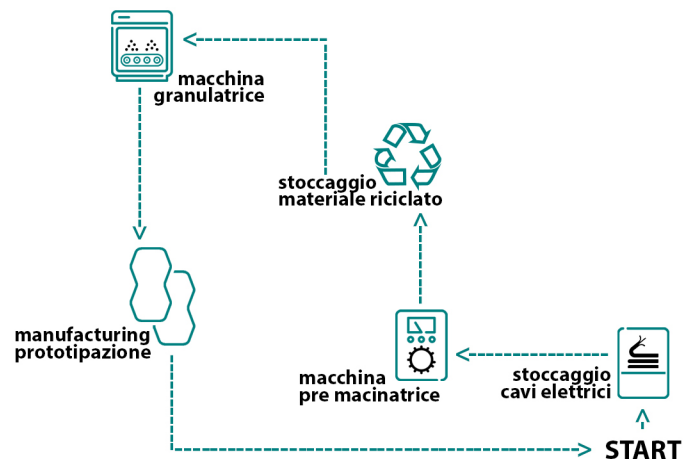 macchina
granulatrice
stoccaggio
materiale riciclato
manufacturing
prototipazione
macchina
pre macinatrice
stoccaggio
cavi elettrici
START